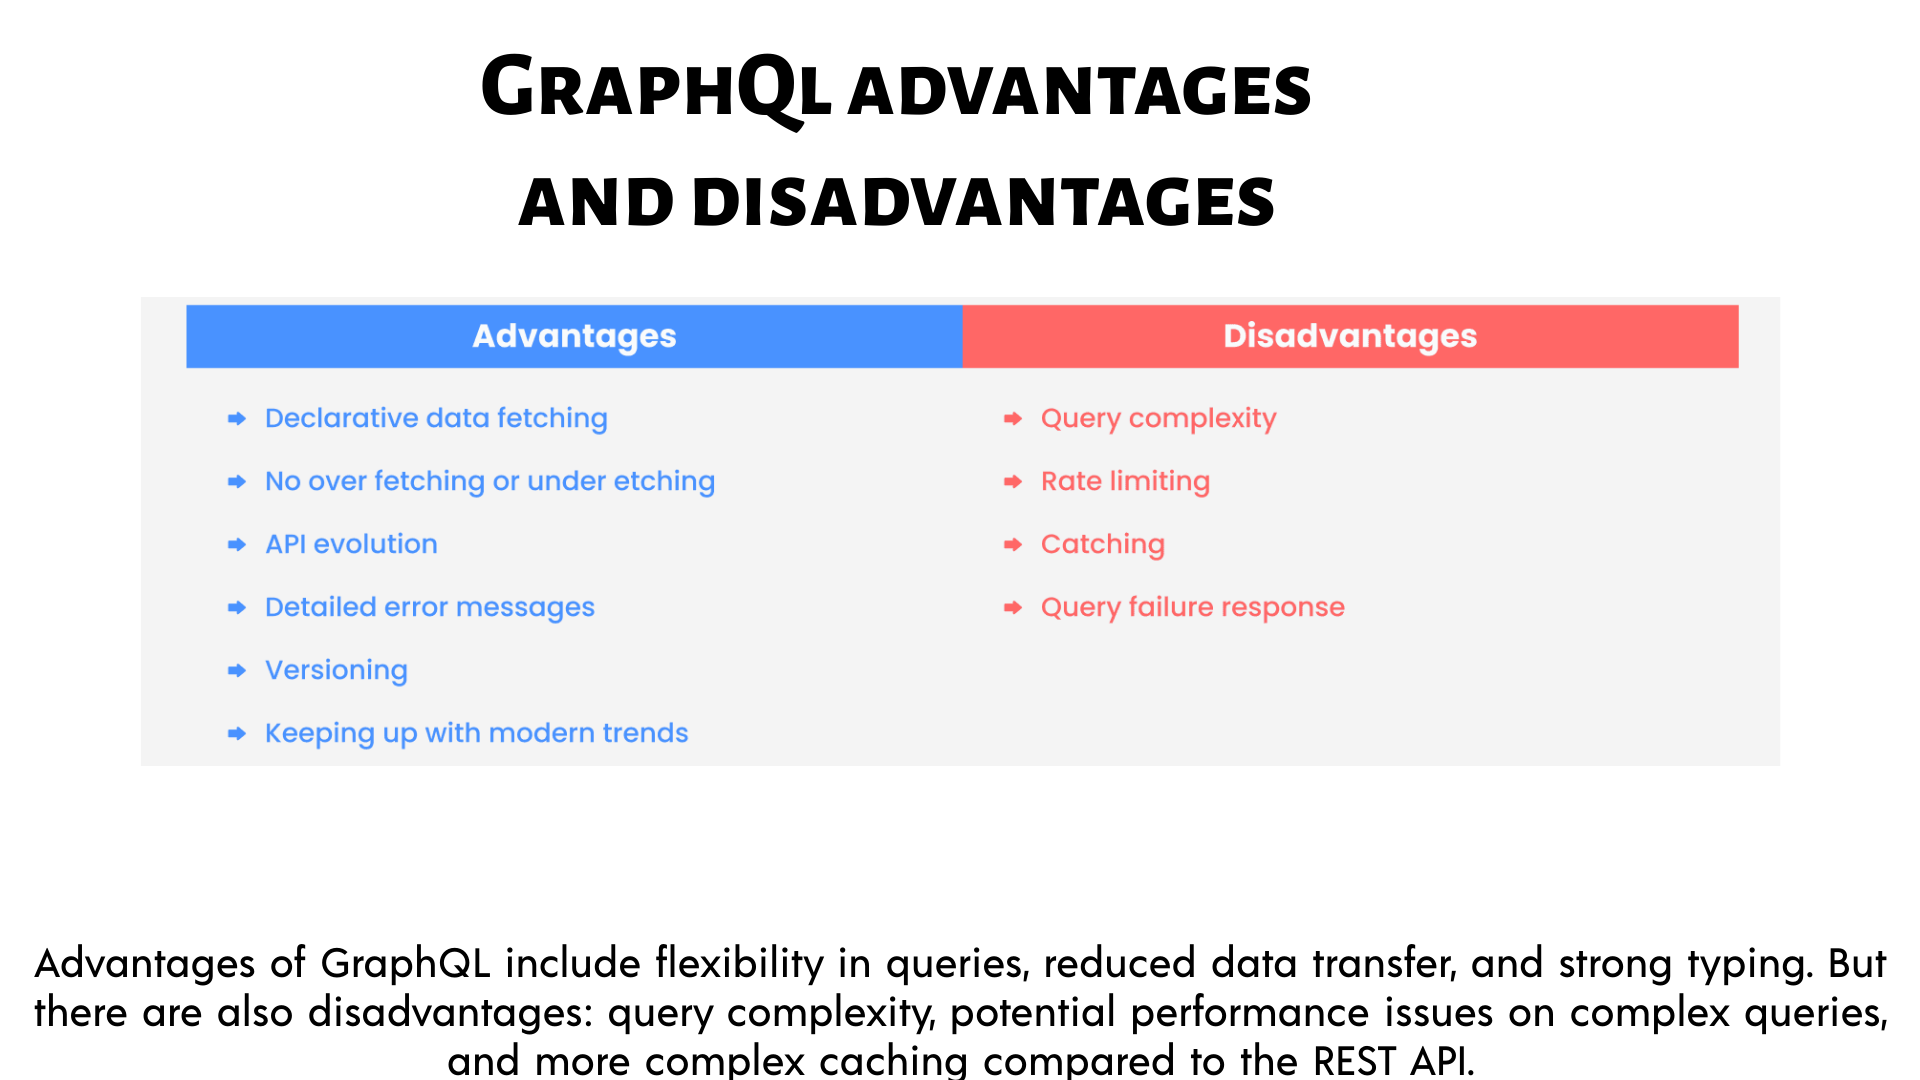 GraphQl advantages
and disadvantages
Advantages
Disadvantages
Declarative data fetching
No over fetching or under etching
API evolution
Detailed error messages
Versioning
Keeping up with modern trends
Query complexity
Rate limiting
Catching
Query failure response
Advantages of GraphQL include flexibility in queries, reduced data transfer, and strong typing. But
there are also disadvantages: query complexity, potential performance issues on complex queries,
and more complex caching compared to the REST API.